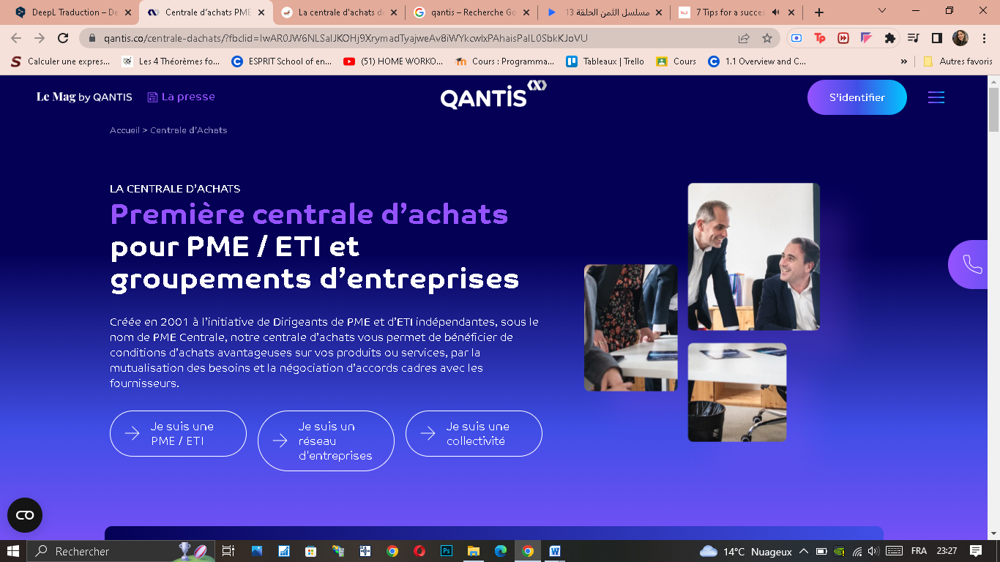 DeepL Traduction – De
Centrale d'achats PME
La centrale d'achats de
qantis – Recherche Go
مسلسل الثمن الحلقة 13
7 Tips for a succes
qantis.co/centrale-dachats/?fbclid=IwAR0JW6NLSalJKOHj9XrvmadTyajweAv8iWYkcwlxPAhaisPalL0SbkKJoVU
Calculer une expres...
Les 4 Théorèmes fo...
ESPRIT School of en...
(51) HOME WORKO...
Cours : Programma...
Tableaux | Trello
Cours
1.1 Overview and C...
»
Autres favoris
Le Mag by QANTIS
La presse
QANTIS
S'identifier
Accueil > Centrale d'Achats
LA CENTRALE D'ACHATS
Première centrale d'achats
pour PME / ETI et
groupements d'entreprises
Créée en 2001 à l'initiative de Dirigeants de PME et d'ETI indépendantes, sous le
nom de PME Centrale, notre centrale d'achats vous permet de bénéficier de
conditions d'achats avantageuses sur vos produits ou services, par la
mutualisation des besoins et la négociation d'accords cadres avec les
fournisseurs.
Je suis une
PME / ETI
Je suis un
réseau
d'entreprises
Je suis une
collectivité
Rechercher
14°C Nuageux
FRA
23:27